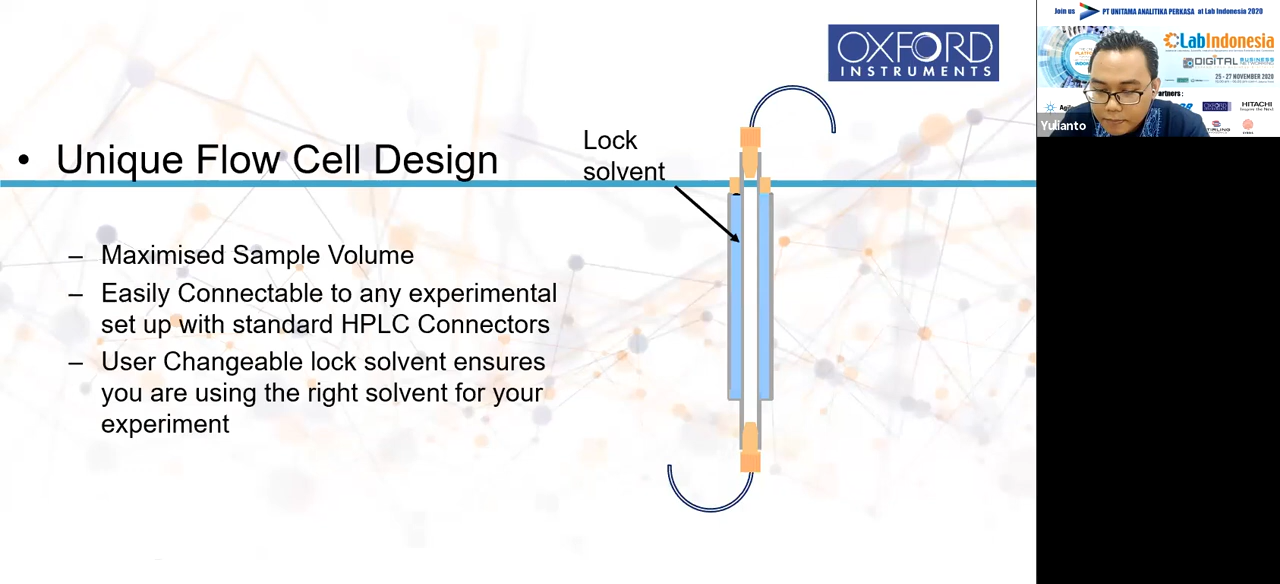 OXFORD
INSTRUMENTS
Lock
solvent
• Unique Flow Cell Design
– Maximised Sample Volume
– Easily Connectable to any experimental
set up with standard HPLC Connectors
– User Changeable lock solvent ensures
you are using the right solvent for your
experiment
Join us PT UNITAMA ANALITIKA PERKASA at Lab Indonesia 2020
LabIndonesia
DIGITAL BUSINESS
25 - 27 NOVEMBER 2020
OXFORD
HITACHI
Yulianto